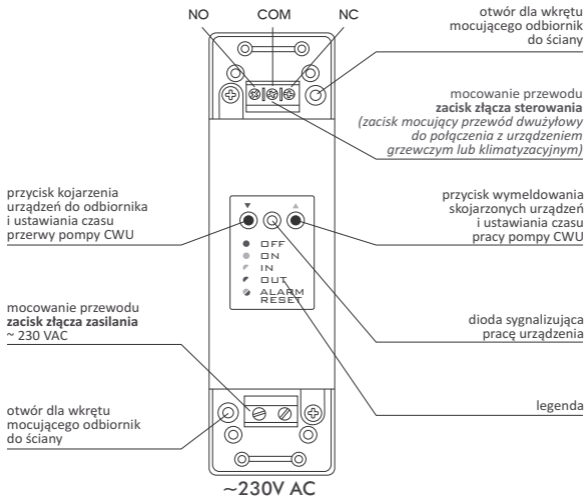 NO COM NC
otwór dla wkrętu
mocującego odbiornik
do ściany
mocowanie przewodu
zacisk złącza sterowania
(zacisk mocujący przewód dwużyłowy
do połączenia z urządzeniem
grzewczym lub klimatyzacyjnym)
przycisk kojarzenia
urządzeń do odbiornika
i ustawiania czasu
przerwy pompy CWU
przycisk wymeldowania
skojarzonych urządzeń
i ustawiania czasu
pracy pompy CWU
OFF
ON
IN
OUT
ALARM
RESET
mocowanie przewodu
zacisk złącza zasilania
~ 230 VAC
dioda sygnalizująca
pracę urządzenia
legenda
otwór dla wkrętu
mocującego odbiornik
do ściany
~230V AC